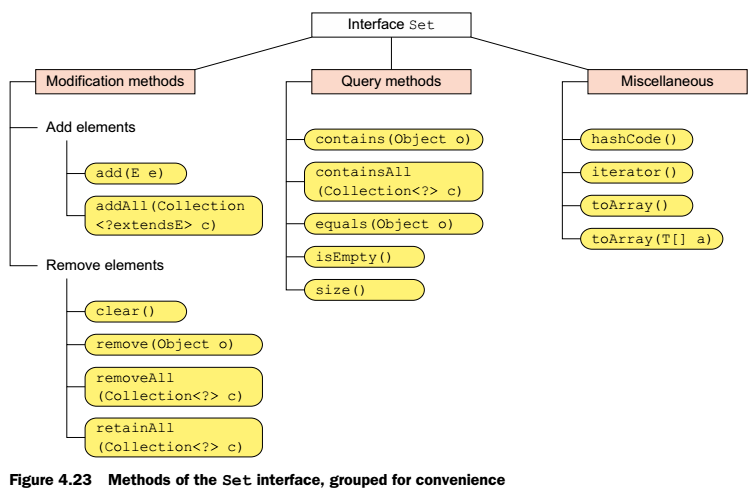 Interface Set
Modification methods
Add elements
add(E e)
addAll(Collection
<?extendsE> c)
Remove elements
clear()
remove(Object o)
removeAll
(Collection<?> c)
retainAll
(Collection<?> c)
Query methods
contains(Object o)
containsAll
(Collection<?> c)
equals(Object o)
isEmpty()
size()
Miscellaneous
hashCode()
iterator()
toArray()
toArray(T[] a)
Figure 4.23 Methods of the Set interface, grouped for convenience